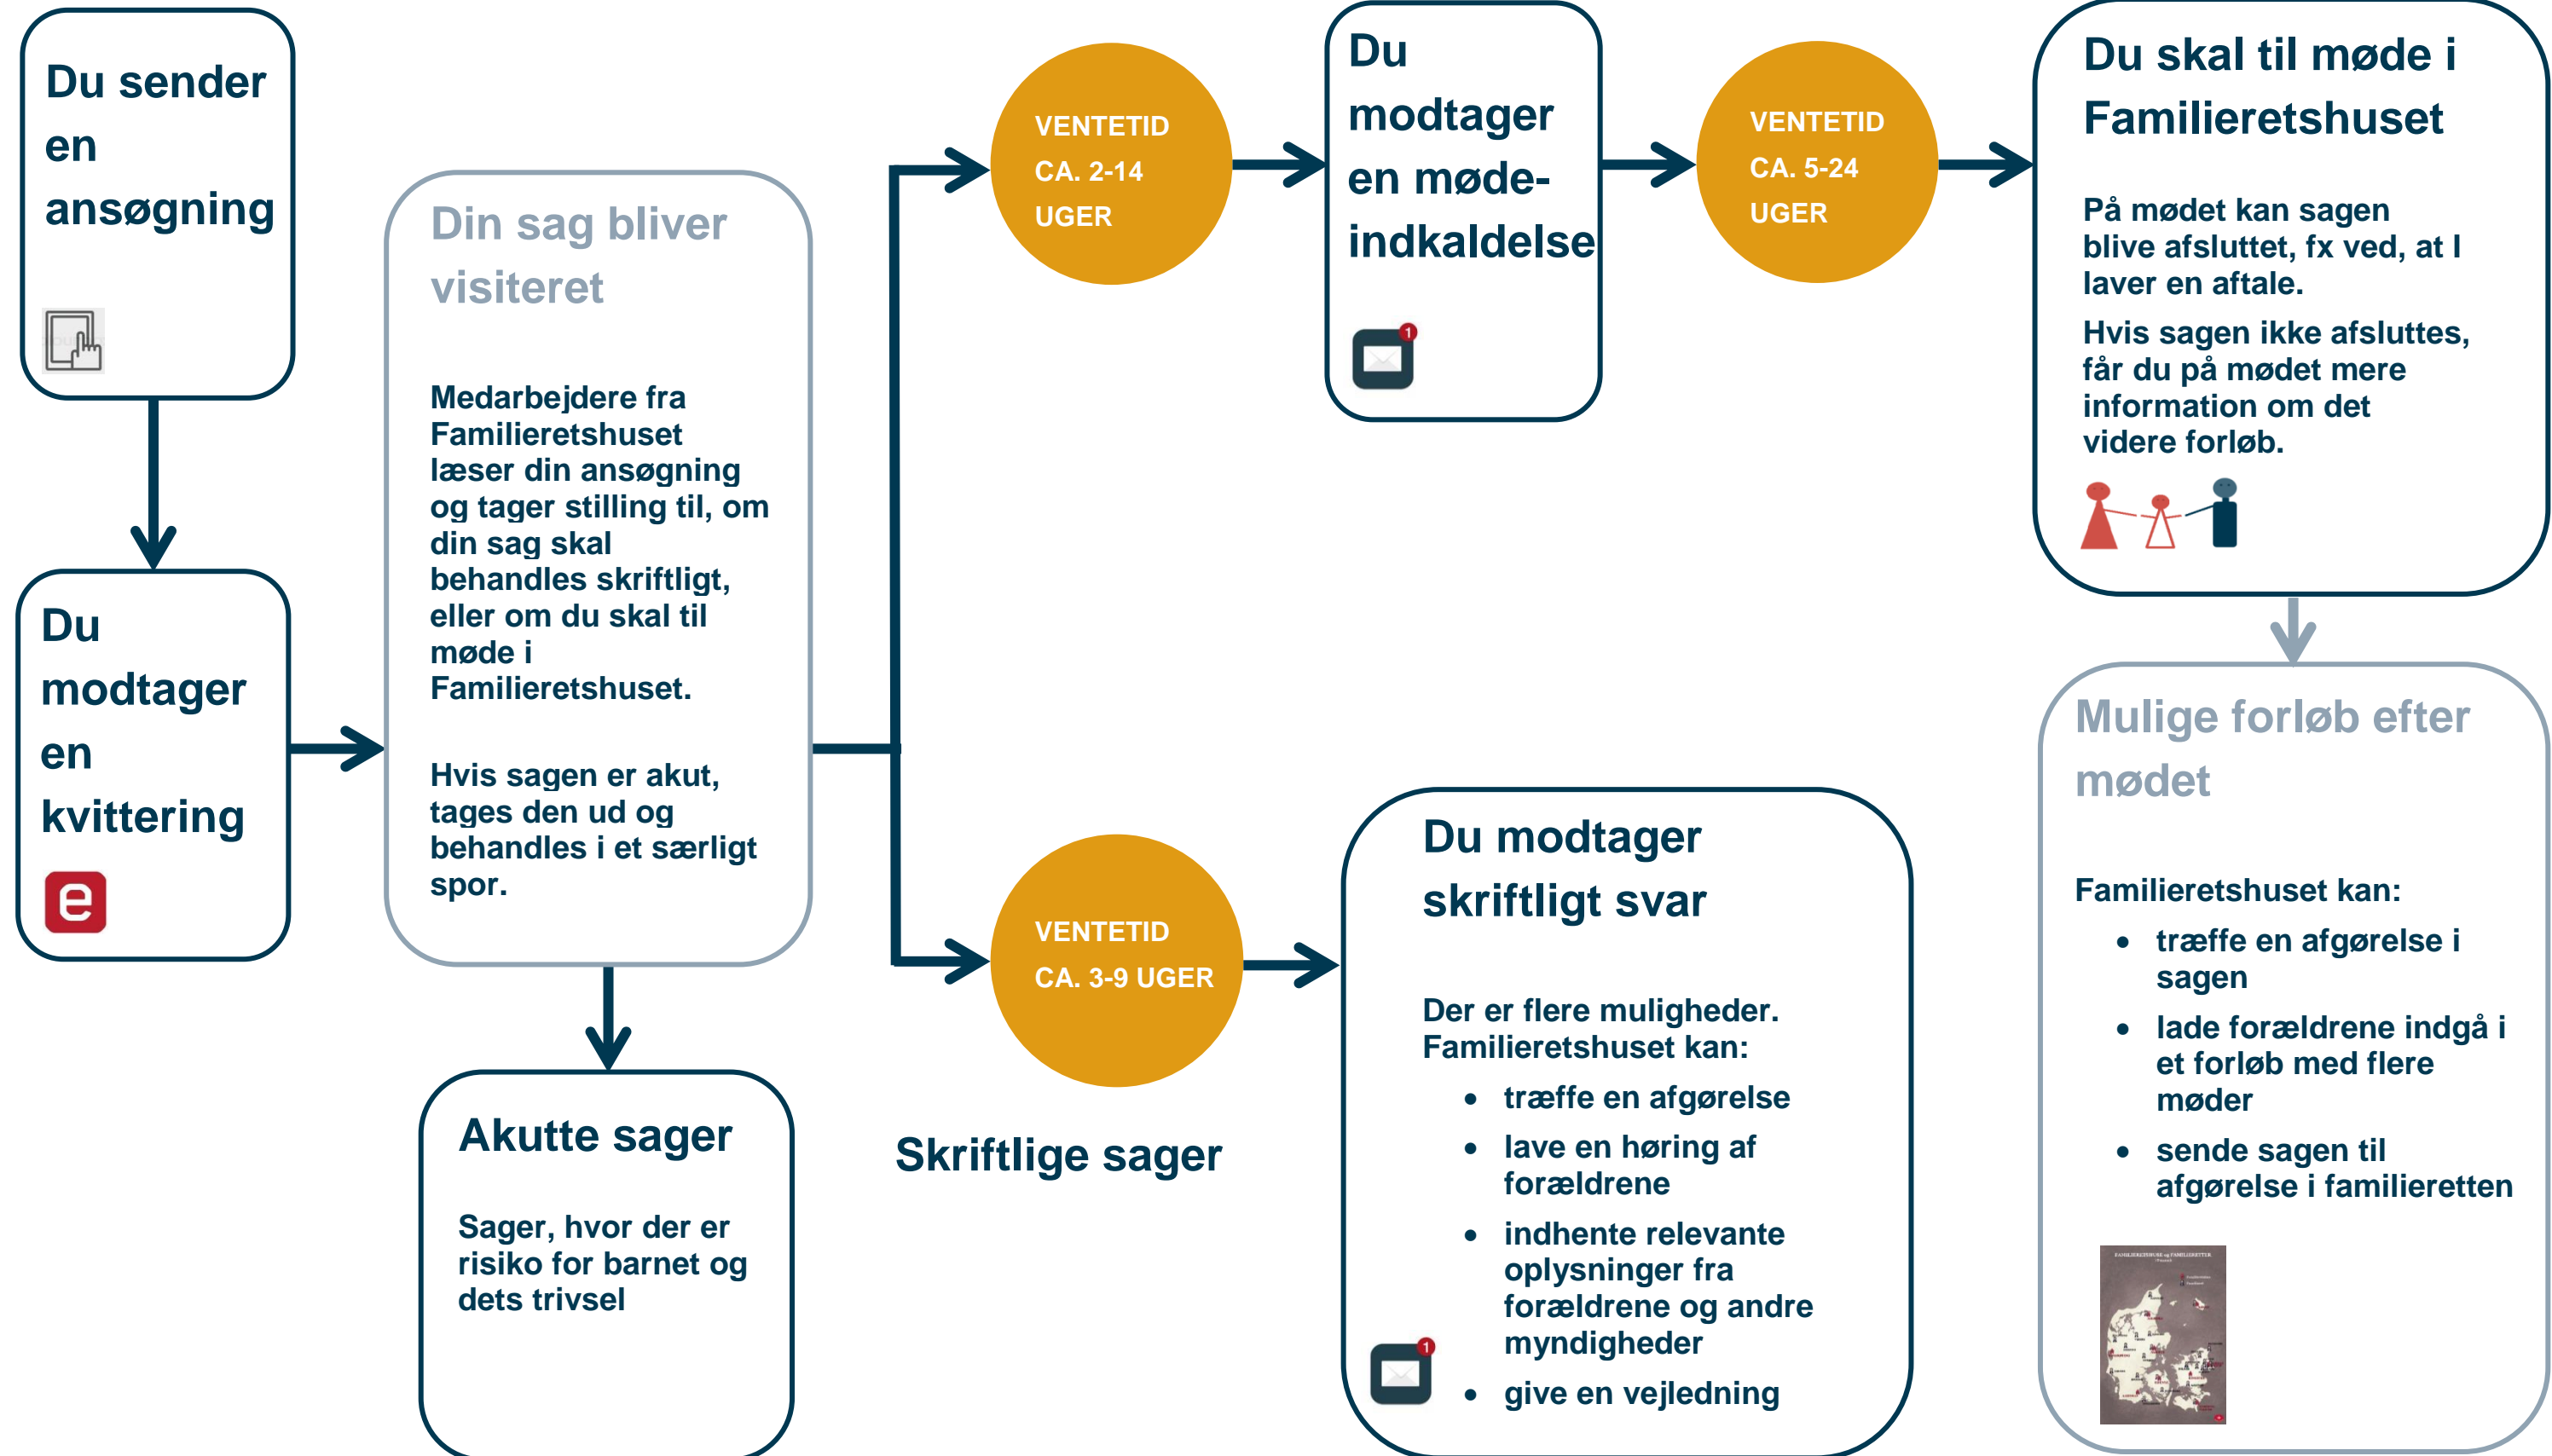 Du sender
en
ansøgning
Du
modtager
en
kvittering
e
Din sag bliver
visiteret
Medarbejdere fra
Familieretshuset
læser din ansøgning
og tager stilling til, om
din sag skal
behandles skriftligt,
eller om du skal til
møde i
Familieretshuset.
Hvis sagen er akut,
tages den ud og
behandles i et særligt
spor.
Akutte sager
Sager, hvor der er
risiko for barnet og
dets trivsel
VENTETID
CA. 2-14
UGER
Du
modtager
en møde-
indkaldelse
1
VENTETID
CA. 5-24
UGER
Du skal til møde i
Familieretshuset
På mødet kan sagen
blive afsluttet, fx ved, at I
laver en aftale.
Hvis sagen ikke afsluttes,
får du på mødet mere
information om det
videre forløb.
Mulige forløb efter
mødet
Familieretshuset kan:
• træffe en afgørelse i
sagen
• lade forældrene indgå i
et forløb med flere
møder
• sende sagen til
afgørelse i familieretten
VENTETID
CA. 3-9 UGER
Skriftlige sager
Du modtager
skriftligt svar
Der er flere muligheder.
Familieretshuset kan:
• træffe en afgørelse
• lave en høring af
forældrene
• indhente relevante
oplysninger fra
forældrene og andre
myndigheder
• give en vejledning
1